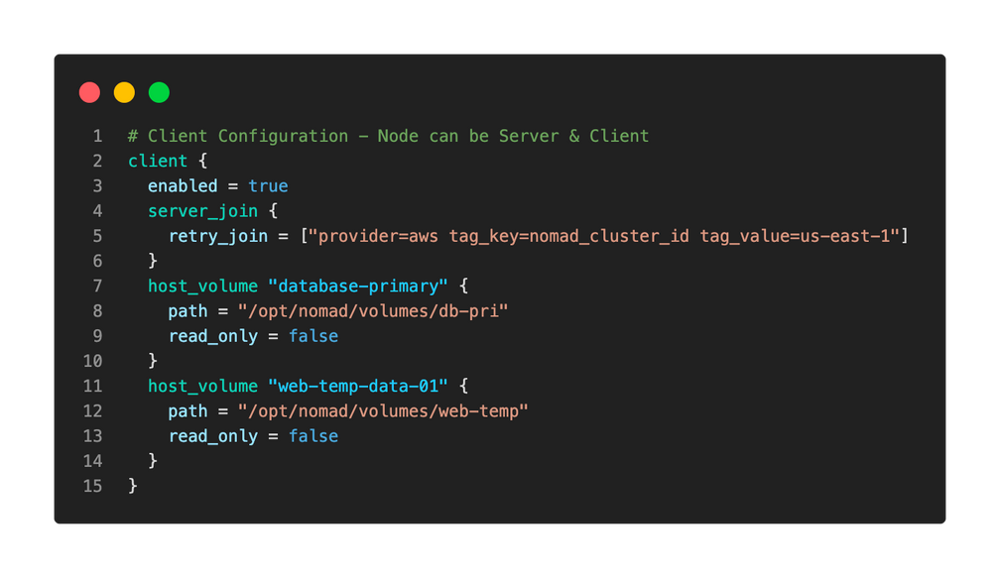 1 # Client Configuration – Node can be Server & Client
2 client {
3   enabled = true
4   server_join {
5     retry_join = ["provider=aws tag_key=nomad_cluster_id tag_value=us-east-1"]
6   }
7   host_volume "database-primary" {
8     path = "/opt/nomad/volumes/db-pri"
9     read_only = false
10   }
11   host_volume "web-temp-data-01" {
12     path = "/opt/nomad/volumes/web-temp"
13     read_only = false
14   }
15 }